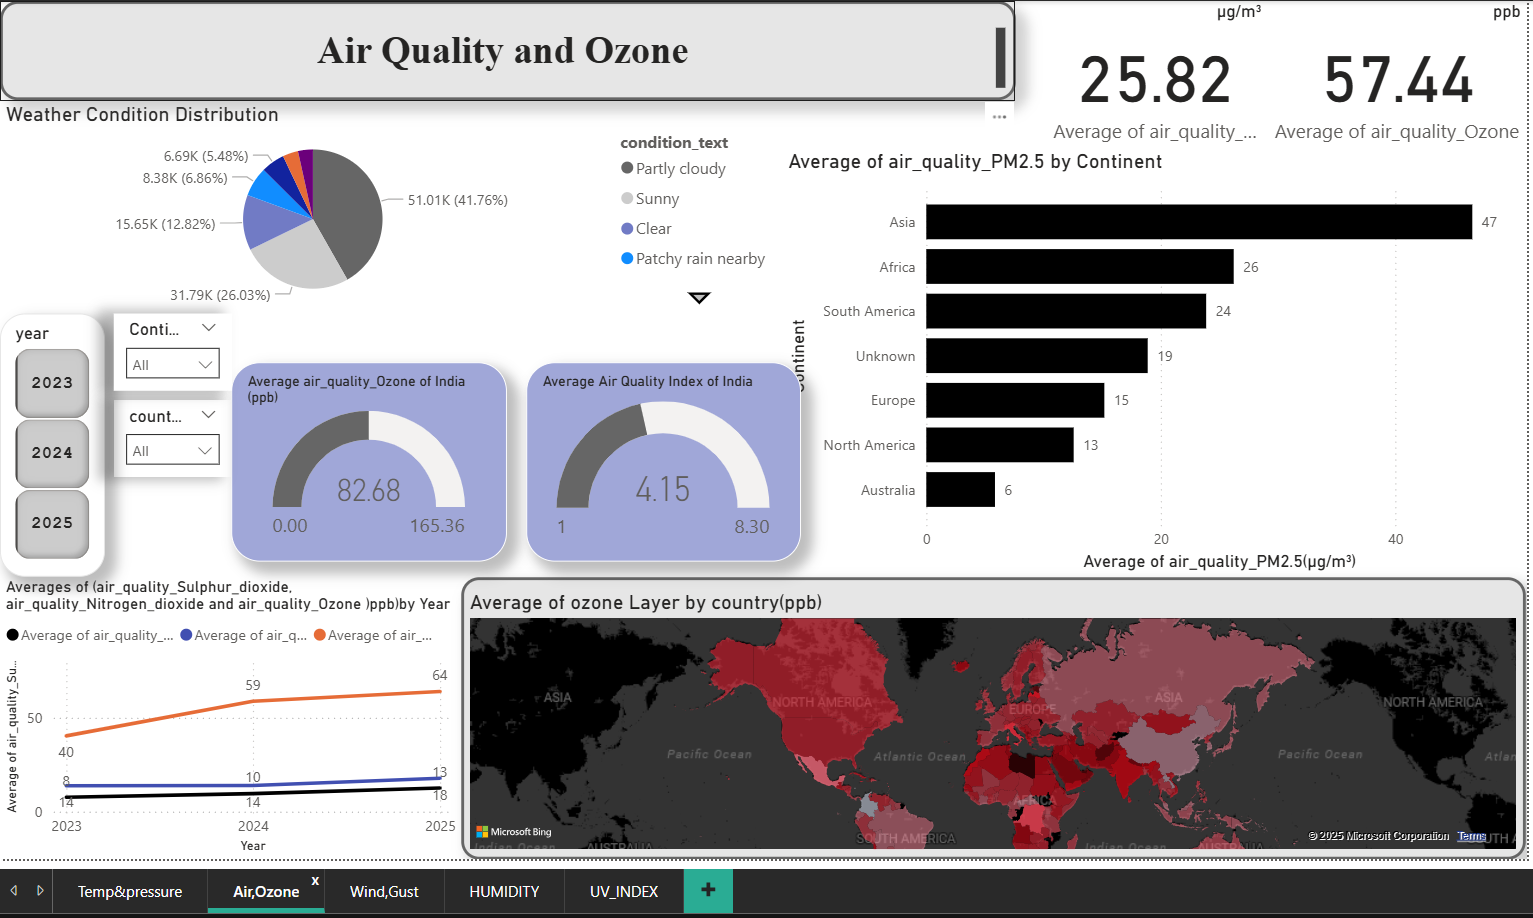 Air Quality and Ozone
µg/m³
ppb
25.82
57.44
Average of air_quality_...
Average of air_quality_Ozone
Weather Condition Distribution
6.69K (5.48%)
8.38K (6.86%)
15.65K (12.82%)
31.79K (26.03%)
51.01K (41.76%)
condition_text
Partly cloudy
Sunny
Clear
Patchy rain nearby
Average of air_quality_PM2.5 by Continent
Continent
Asia
47
Africa
26
South America
24
Unknown
19
Europe
15
North America
13
Australia
6
0
20
40
Average of air_quality_PM2.5(µg/m³)
year
2023
2024
2025
Conti...
All
count...
All
Average air_quality_Ozone of India
(ppb)
82.68
0.00
165.36
Average Air Quality Index of India
4.15
1
8.30
Averages of (air_quality_Sulphur_dioxide,
air_quality_Nitrogen_dioxide and air_quality_Ozone )ppb)by Year
Average of air_quality_...
Average of air_q...
Average of air_...
Average of air_quality_Su...
50
0
40
59
64
8
10
13
14
14
18
2023
2024
2025
Year
Average of ozone Layer by country(ppb)
ASIA
NORTH AMERICA
EUROPE
ASIA
NORTH AMERICA
Pacific Ocean
Atlantic Ocean
Pacific Ocean
Atlan
AFRICA
Microsoft Bing
© 2025 Microsoft Corporation
Terms
SOUTH AMERICA
UTH A
Indian Ocean
AUSTRALIA
Indian Ocean
AUSTRALIA
Temp&pressure
Air,Ozone
x
Wind,Gust
HUMIDITY
UV_INDEX
+